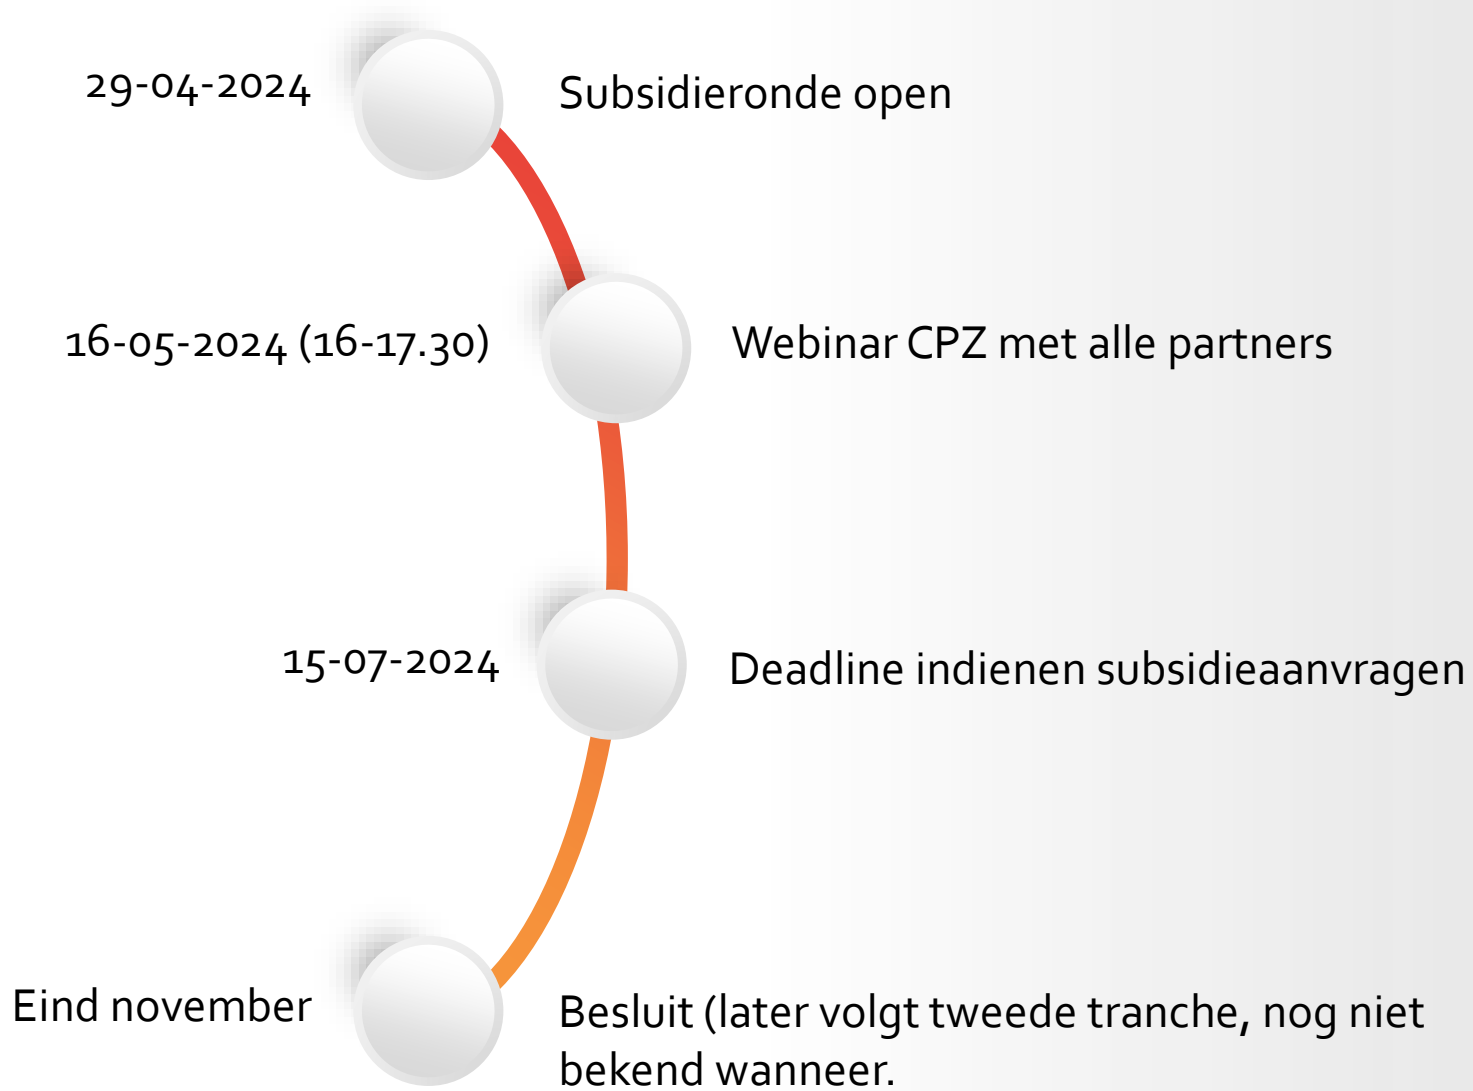 29-04-2024
Subsidieronde open
16-05-2024 (16-17.30)
Webinar CPZ met alle partners
15-07-2024
Deadline indienen subsidieaanvragen
Eind november
Besluit (later volgt tweede tranche, nog niet
bekend wanneer.